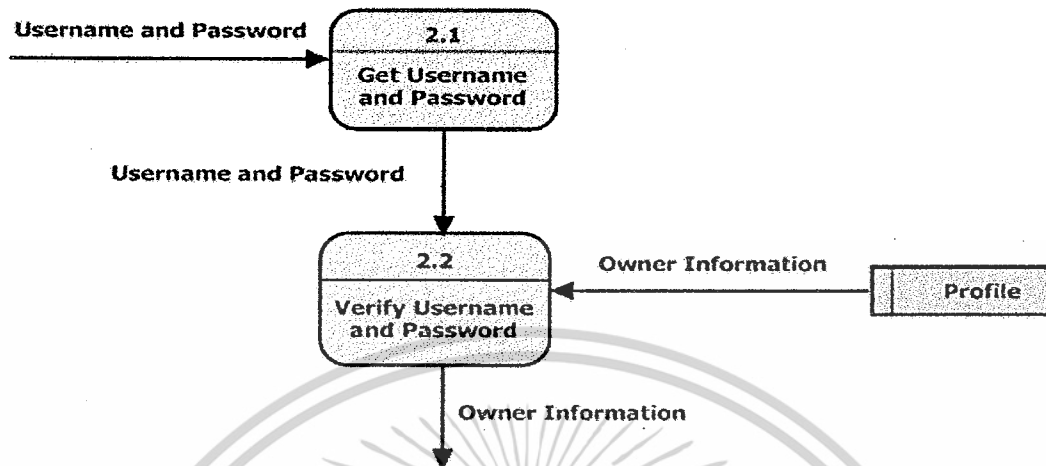 Username and Password
2.1
Get Username
and Password
Username and Password
2.2
Verify Username
and Password
Owner Information
Profile
Owner Information